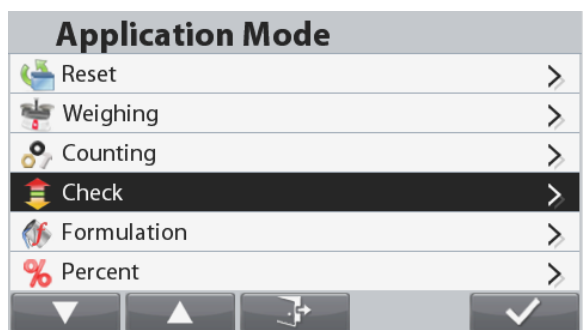 Application Mode
Reset
Weighing
Counting
Check
Formulation
Percent